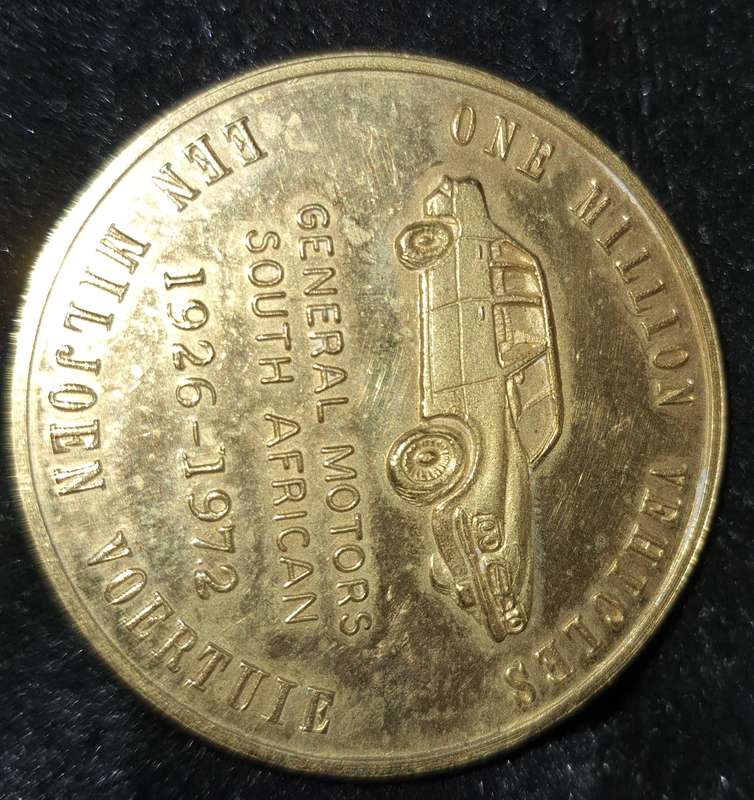 ONE MILLION VEHICLES
GENERAL MOTORS
SOUTH AFRICAN
1926-1972
EEN MILJOEN VOERTUIE